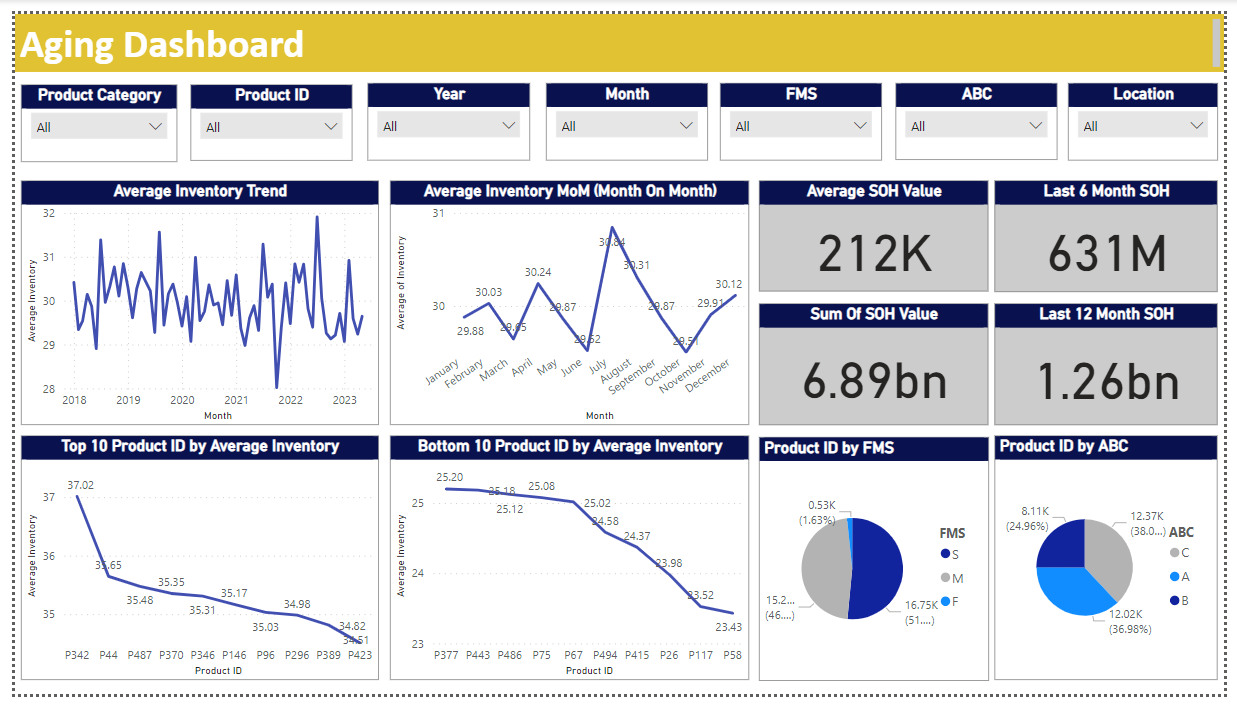 Aging Dashboard
Product Category
Product ID
Year
Month
FMS
ABC
Location
All
All
All
All
All
All
All
Average Inventory Trend
32
31
30
29
28
Average Inventory
2018 2019 2020 2021 2022 2023
Month
Average Inventory MoM (Month On Month)
31
30
Average of Inventory
29.88
30.03
29.65
30.24
29.87
29.52
30.84
30.31
29.87
29.51
29.91
30.12
January
February
March
April
May
June
July
August
September
October
November
December
Month
Average SOH Value
212K
Last 6 Month SOH
631M
Sum Of SOH Value
6.89bn
Last 12 Month SOH
1.26bn
Top 10 Product ID by Average Inventory
37
36
35
Average Inventory
37.02
35.65
35.48
35.35
35.31
35.17
35.03
34.98
34.82
34.51
P342 P44 P487 P370 P346 P146 P96 P296 P389 P423
Product ID
Bottom 10 Product ID by Average Inventory
25
24
23
Average Inventory
25.20
25.18
25.12
25.08
25.02
24.58
24.37
23.98
23.52
23.43
P377 P443 P486 P75 P67 P494 P415 P26 P117 P58
Product ID
Product ID by FMS
0.53K
(1.63%)
15.2...
(46....)
16.75K
(51....)
FMS
S
M
F
Product ID by ABC
8.11K
(24.96%)
12.37K
(38.0...)
12.02K
(36.98%)
ABC
C
A
B